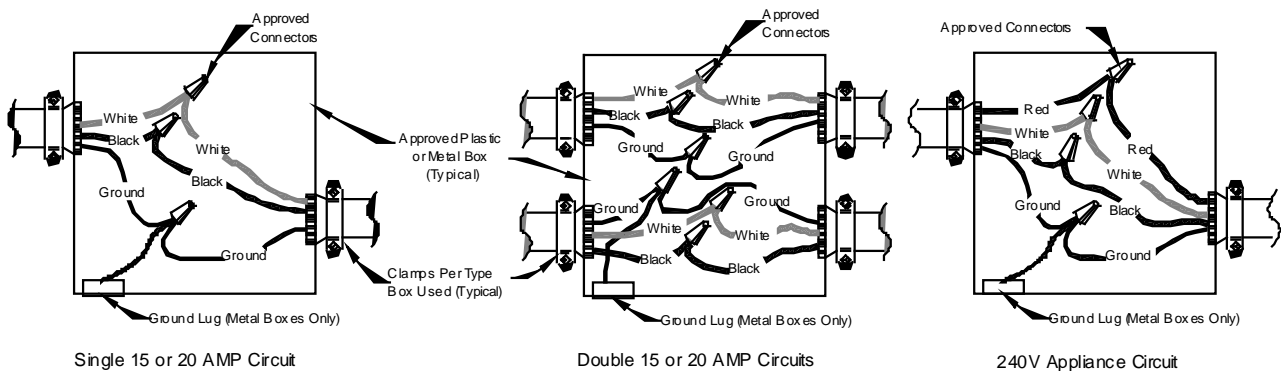 Approved
Connectors
White
Black
White
Black
Ground
Ground
Ground Lug (Metal Boxes Only)
Single 15 or 20 AMP Circuit
Approved Plastic
or Metal Box
(Typical)
Clamps Per Type
Box Used (Typical)
Approved
Connectors
White
White
Black
Black
Ground
Ground
Ground
Ground
White
White
Black
Black
Ground Lug (Metal Boxes Only)
Double 15 or 20 AMP Circuits
Approved Connectors
Red
White
Black
Red
White
Ground
Black
Ground
Ground Lug (Metal Boxes Only)
240V Appliance Circuit